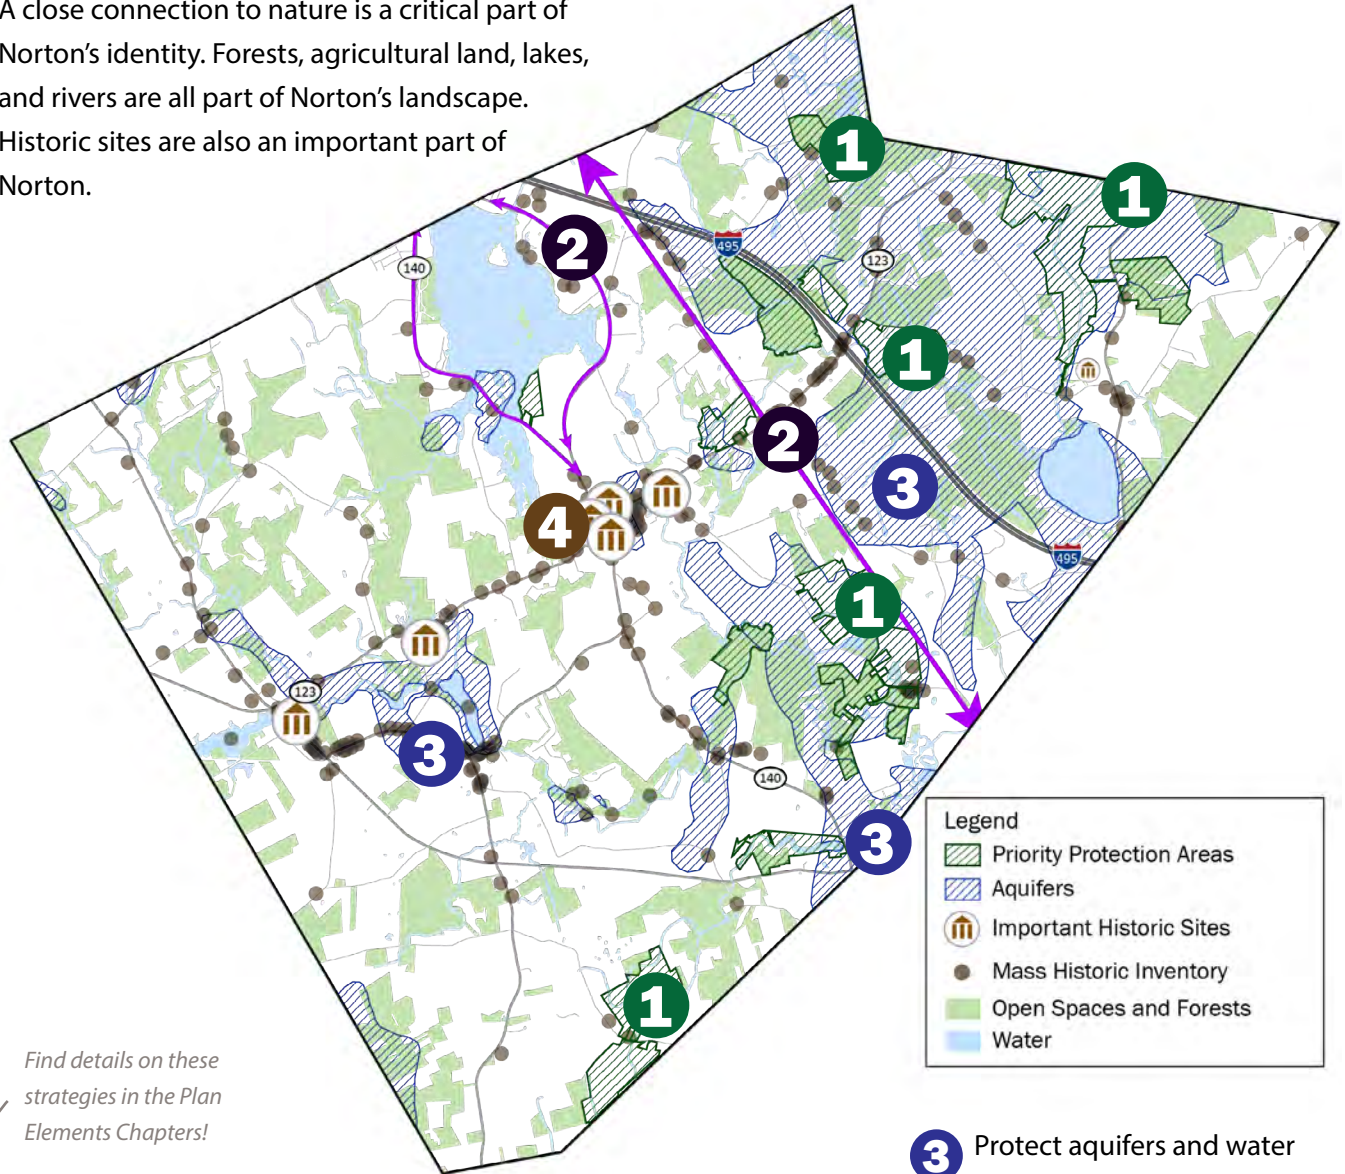 A close connection to nature is a critical part of
Norton's identity. Forests, agricultural land, lakes,
and rivers are all part of Norton's landscape.
Historic sites are also an important part of
Norton.
1
1
2
495
140
123
1
2
3
4
495
1
123
3
140
3
1
Legend
Priority Protection Areas
Aquifers
Important Historic Sites
Mass Historic Inventory
Open Spaces and Forests
Water
Find details on these
strategies in the Plan
Elements Chapters!
3 Protect aquifers and water